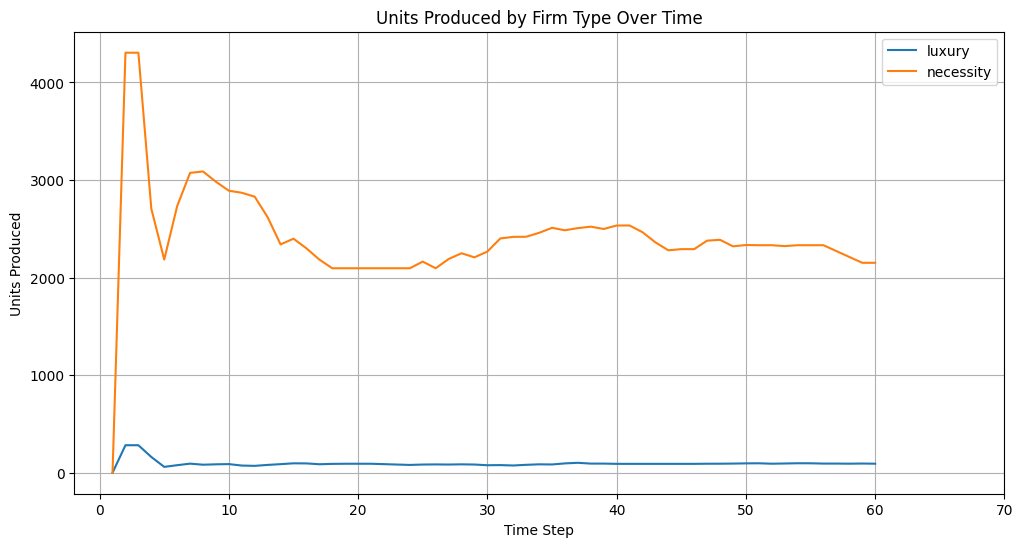 Units Produced by Firm Type Over Time
luxury
necessity
Units Produced
4000
3000
2000
1000
0
0 10 20 30 40 50 60 70
Time Step